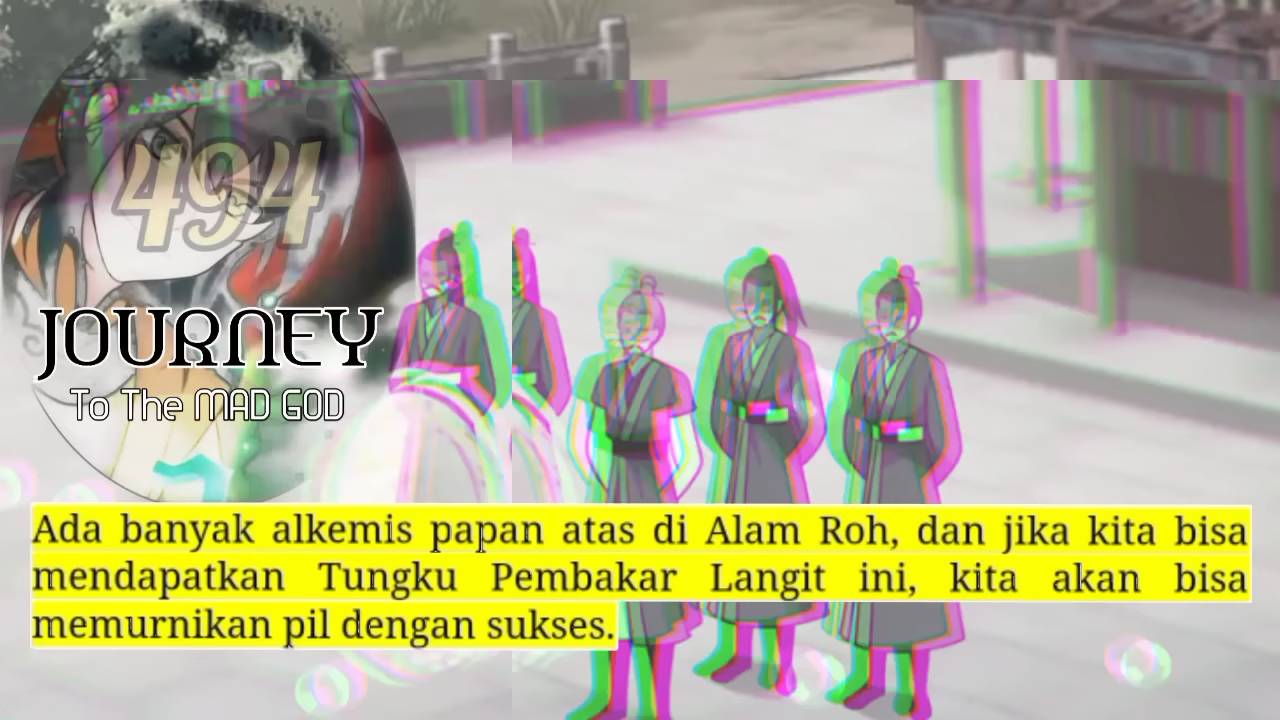 494
JOURNEY
To The MAD GOD
Ada banyak alkemis papan atas di Alam Roh, dan jika kita bisa
mendapatkan Tungku Pembakar Langit ini, kita akan bisa
memurnikan pil dengan sukses.